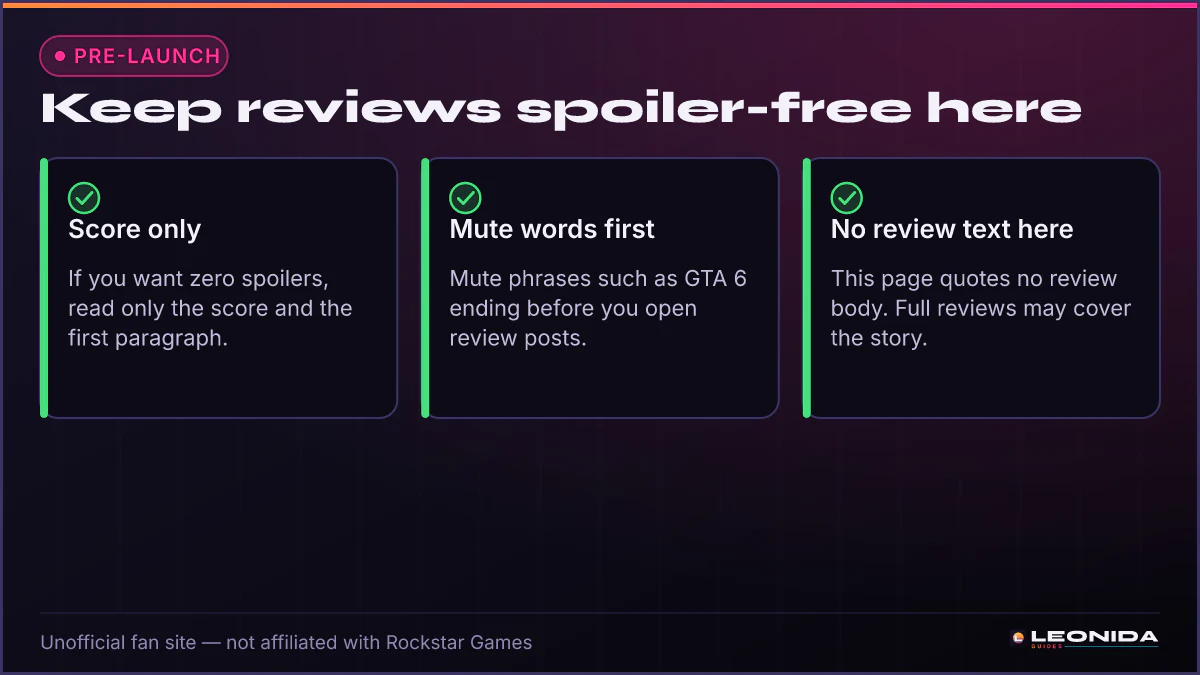 PRE-LAUNCH
Keep reviews spoiler-free here
Score only
If you want zero spoilers,
read only the score and the
first paragraph.
Mute words first
Mute phrases such as GTA 6
ending before you open
review posts.
No review text here
This page quotes no review
body. Full reviews may cover
the story.
Unofficial fan site — not affiliated with Rockstar Games
LEONIDA
GUIDES